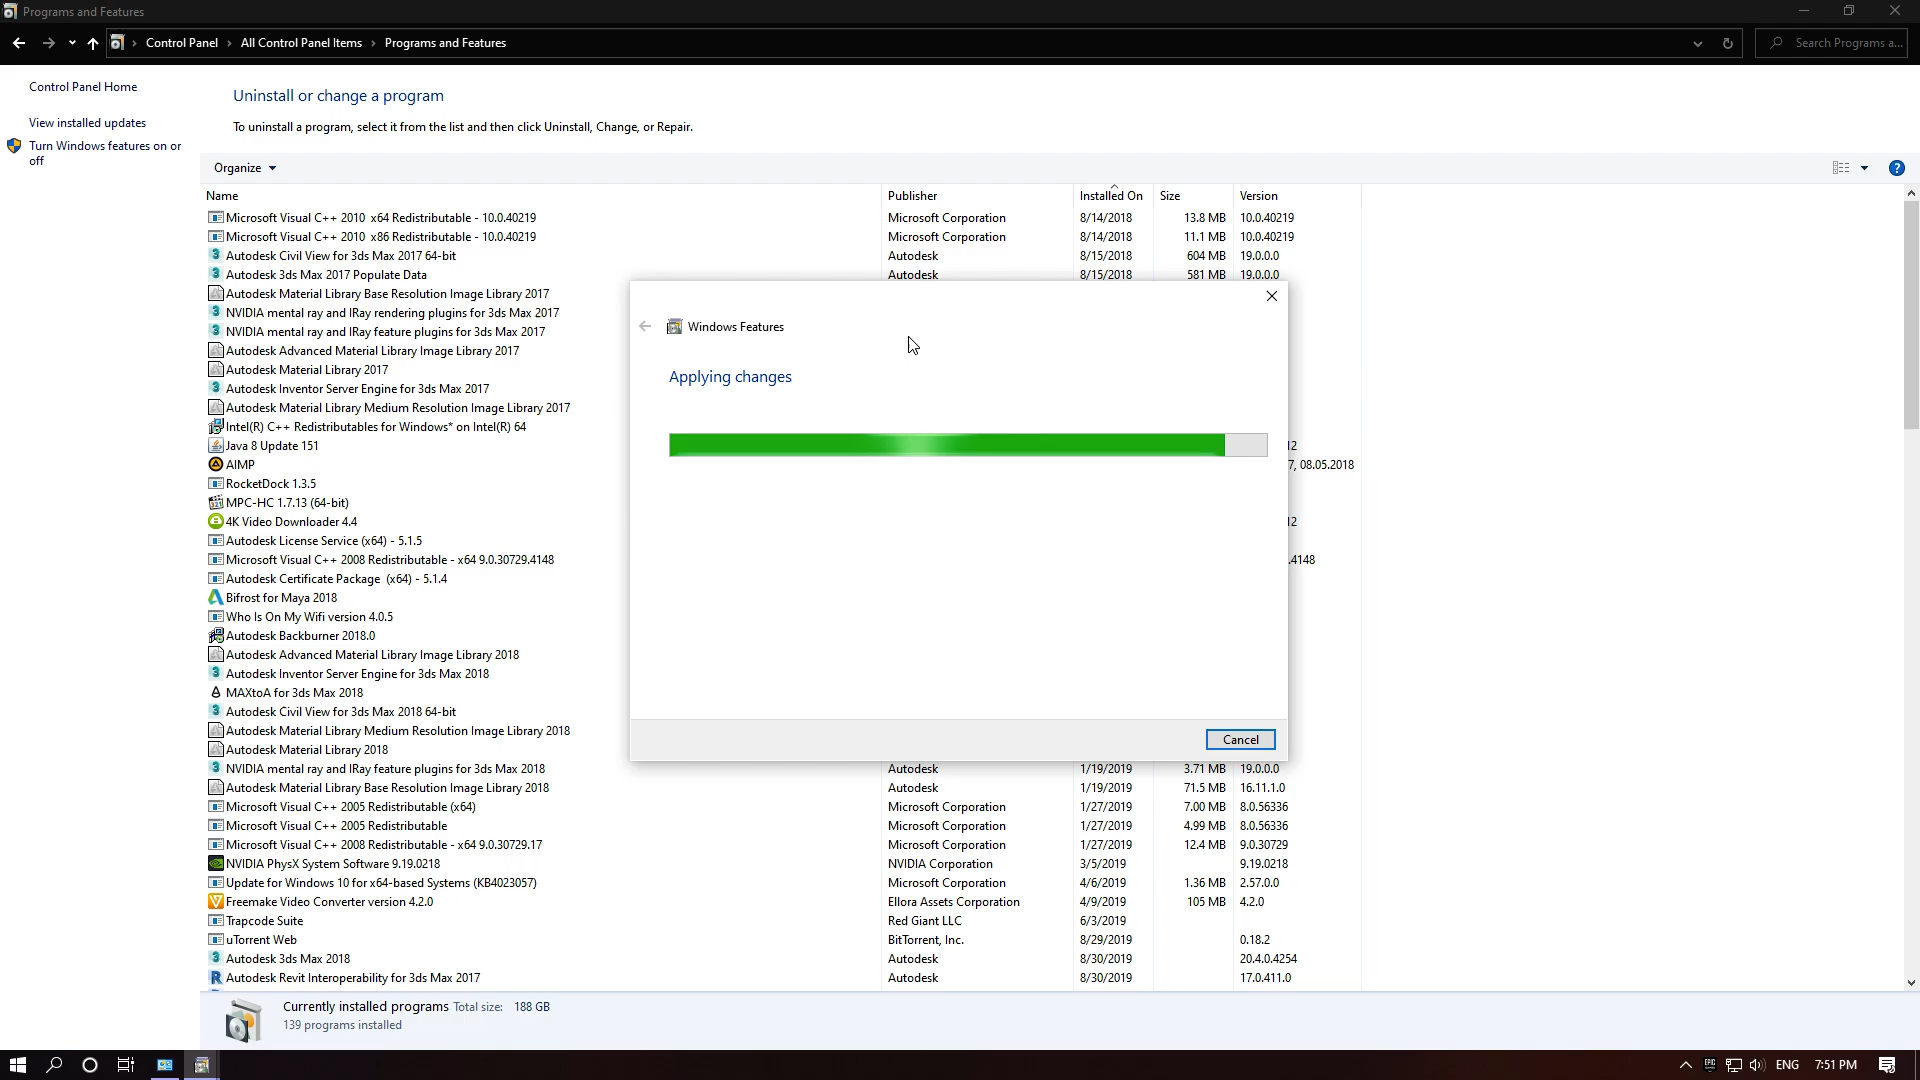 Programs and Features
Control Panel > All Control Panel Items > Programs and Features
Search Programs a...
Control Panel Home
View installed updates
Turn Windows features on or
off
Uninstall or change a program
To uninstall a program, select it from the list and then click Uninstall, Change, or Repair.
Organize
Name Publisher Installed On Size Version
Microsoft Visual C++ 2010 x64 Redistributable - 10.0.40219 Microsoft Corporation 8/14/2018 13.8 MB 10.0.40219
Microsoft Visual C++ 2010 x86 Redistributable - 10.0.40219 Microsoft Corporation 8/14/2018 11.1 MB 10.0.40219
Autodesk Civil View for 3ds Max 2017 64-bit Autodesk 8/15/2018 604 MB 19.0.0.0
Autodesk 3ds Max 2017 Populate Data Autodesk 8/15/2018 581 MB 19.0.0.0
Autodesk Material Library Base Resolution Image Library 2017
NVIDIA mental ray and IRay rendering plugins for 3ds Max 2017
NVIDIA mental ray and IRay feature plugins for 3ds Max 2017
Autodesk Advanced Material Library Image Library 2017
Autodesk Material Library 2017
Autodesk Inventor Server Engine for 3ds Max 2017
Autodesk Material Library Medium Resolution Image Library 2017
Intel(R) C++ Redistributables for Windows* on Intel(R) 64
Java 8 Update 151 12
AIMP 7, 08.05.2018
RocketDock 1.3.5
MPC-HC 1.7.13 (64-bit)
4K Video Downloader 4.4 12
Autodesk License Service (x64) - 5.1.5
Microsoft Visual C++ 2008 Redistributable - x64 9.0.30729.4148 .4148
Autodesk Certificate Package (x64) - 5.1.4
Bifrost for Maya 2018
Who Is On My Wifi version 4.0.5
Autodesk Backburner 2018.0
Autodesk Advanced Material Library Image Library 2018
Autodesk Inventor Server Engine for 3ds Max 2018
MAXtoA for 3ds Max 2018
Autodesk Civil View for 3ds Max 2018 64-bit
Autodesk Material Library Medium Resolution Image Library 2018
Autodesk Material Library 2018
NVIDIA mental ray and IRay feature plugins for 3ds Max 2018 Autodesk 1/19/2019 3.71 MB 19.0.0.0
Autodesk Material Library Base Resolution Image Library 2018 Autodesk 1/19/2019 71.5 MB 16.11.1.0
Microsoft Visual C++ 2005 Redistributable (x64) Microsoft Corporation 1/27/2019 7.00 MB 8.0.56336
Microsoft Visual C++ 2005 Redistributable Microsoft Corporation 1/27/2019 4.99 MB 8.0.56336
Microsoft Visual C++ 2008 Redistributable - x64 9.0.30729.17 Microsoft Corporation 1/27/2019 12.4 MB 9.0.30729
NVIDIA PhysX System Software 9.19.0218 NVIDIA Corporation 3/5/2019 9.19.0218
Update for Windows 10 for x64-based Systems (KB4023057) Microsoft Corporation 4/6/2019 1.36 MB 2.57.0.0
Freemake Video Converter version 4.2.0 Ellora Assets Corporation 4/9/2019 105 MB 4.2.0
Trapcode Suite Red Giant LLC 6/3/2019
uTorrent Web BitTorrent, Inc. 8/29/2019 0.18.2
Autodesk 3ds Max 2018 Autodesk 8/30/2019 20.4.0.4254
Autodesk Revit Interoperability for 3ds Max 2017 Autodesk 8/30/2019 17.0.411.0
Windows Features
Applying changes
Cancel
Currently installed programs Total size: 188 GB
139 programs installed
ENG 7:51 PM